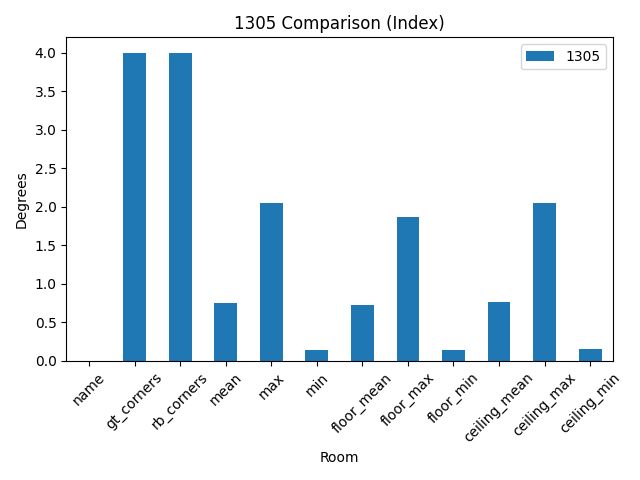 1305 Comparison (Index)
1305
4.0
3.5
3.0
2.5
2.0
1.5
1.0
0.5
0.0
Degrees
name
gt_corners
rb_corners
mean
max
min
floor_mean
floor_max
floor_min
ceiling_mean
ceiling_max
ceiling_min
Room